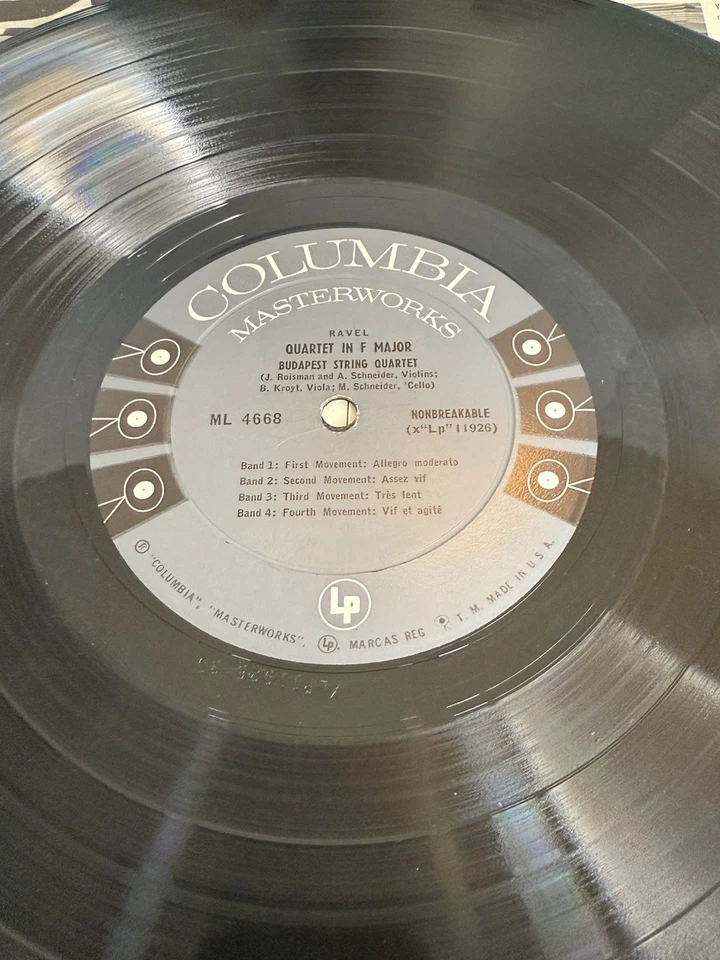 COLUMBIA
MASTERWORKS
RAVEL
QUARTET IN F MAJOR
BUDAPEST STRING QUARTET
(J. Roisman and A. Schneider, Violins;
B. Kroyt, Viola; M. Schneider, 'Cello)
ML 4668
NONBREAKABLE
(x"Lp" 11926)
Band 1: First Movement: Allegro moderato
Band 2: Second Movement: Assez vif
Band 3: Third Movement: Très lent
Band 4: Fourth Movement: Vif et agité
Lp
® "COLUMBIA", "MASTERWORKS", Lp, MARCAS REG. T. M. MADE IN U.S.A.